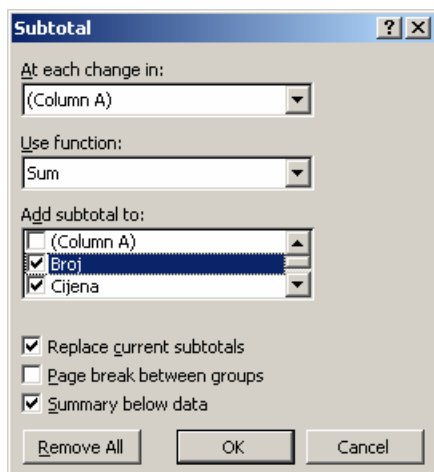 Subtotal
At each change in:
(Column A)
Use function:
Sum
Add subtotal to:
(Column A)
Broj
Cijena
Replace current subtotals
Page break between groups
Summary below data
Remove All OK Cancel